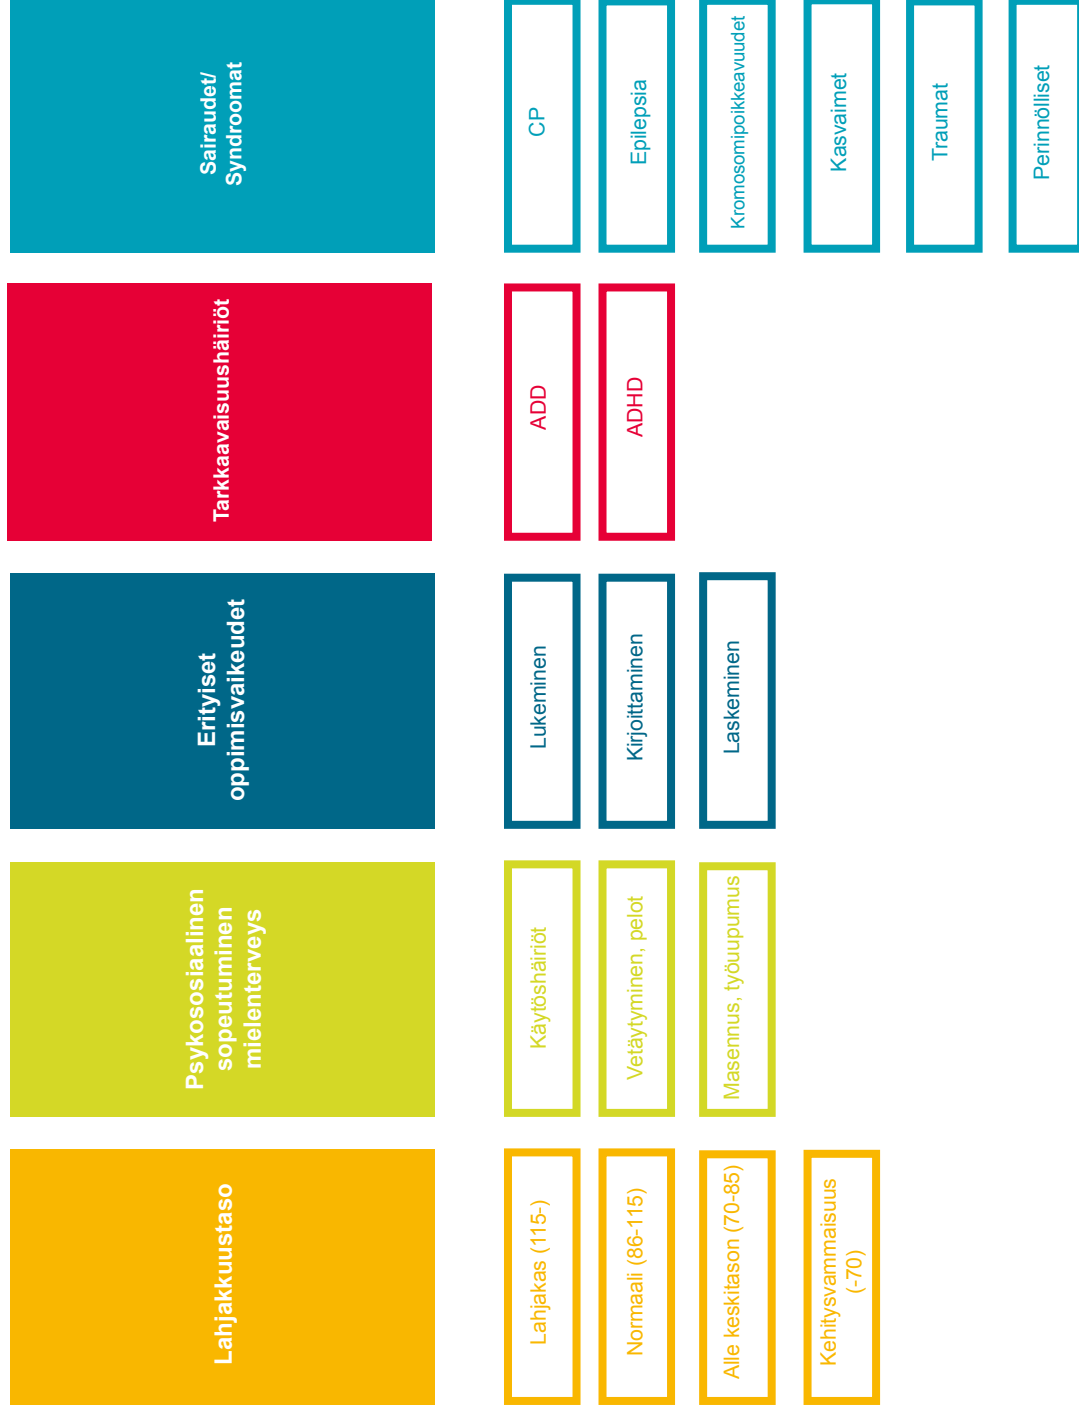 Lahjakkuustaso
Lahjakas (115-)
Normaali (86-115)
Alle keskitason (70-85)
Kehitysvammaisuus
(-70)
Psykososiaalinen
sopeutuminen
mielenterveys
Käytöshäiriöt
Vetäytyminen, pelot
Masennus, työuupumus
Erityiset
oppimisvaikeudet
Lukeminen
Kirjoittaminen
Laskeminen
Tarkkaavaisuushäiriöt
ADD
ADHD
Sairaudet/
Syndroomat
CP
Epilepsia
Kromosomipoikkeavuudet
Kasvaimet
Traumat
Perinnölliset